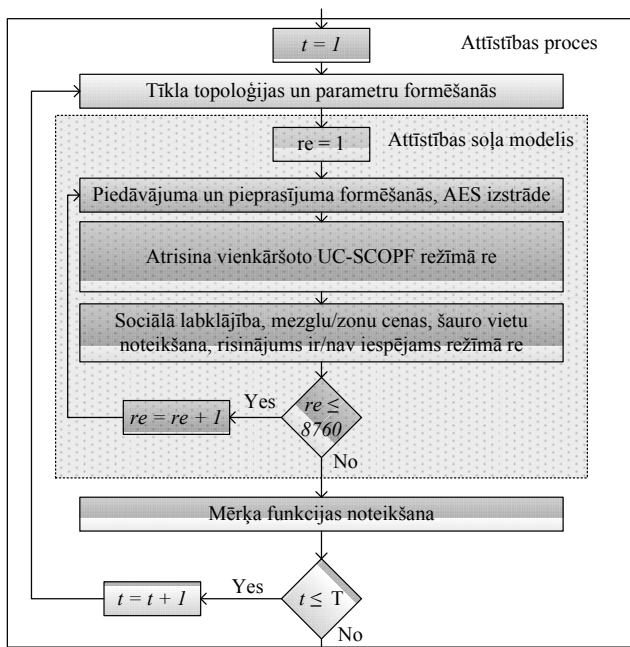 t = 1
Attīstības proces
Tīkla topoloģijas un parametru formēšanās
re = 1
Attīstības soļa modelis
Piedāvājuma un pieprasījuma formēšanās, AES izstrāde
Atrisina vienkāršoto UC-SCOPF režīmā re
Sociālā labklājība, mezglu/zonu cenas, šauro vietu
noteikšana, risinājums ir/nav iespējams režīmā re
re = re + 1
Yes
re ≤
8760
No
Mērķa funkcijas noteikšana
t = t + 1
Yes
t ≤ T
No